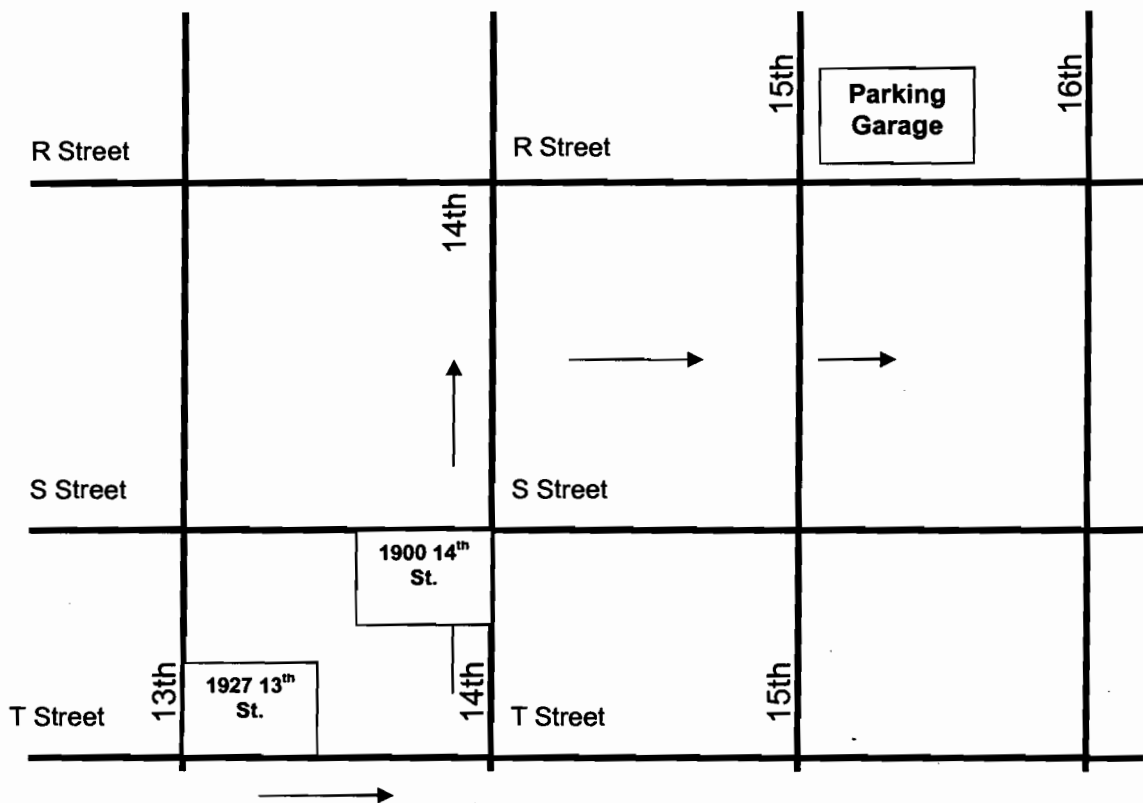 15th
16th
Parking
Garage
R Street
R Street
14th
S Street
S Street
1900 14th
St.
13th
1927 13th
St.
14th
15th
T Street
T Street